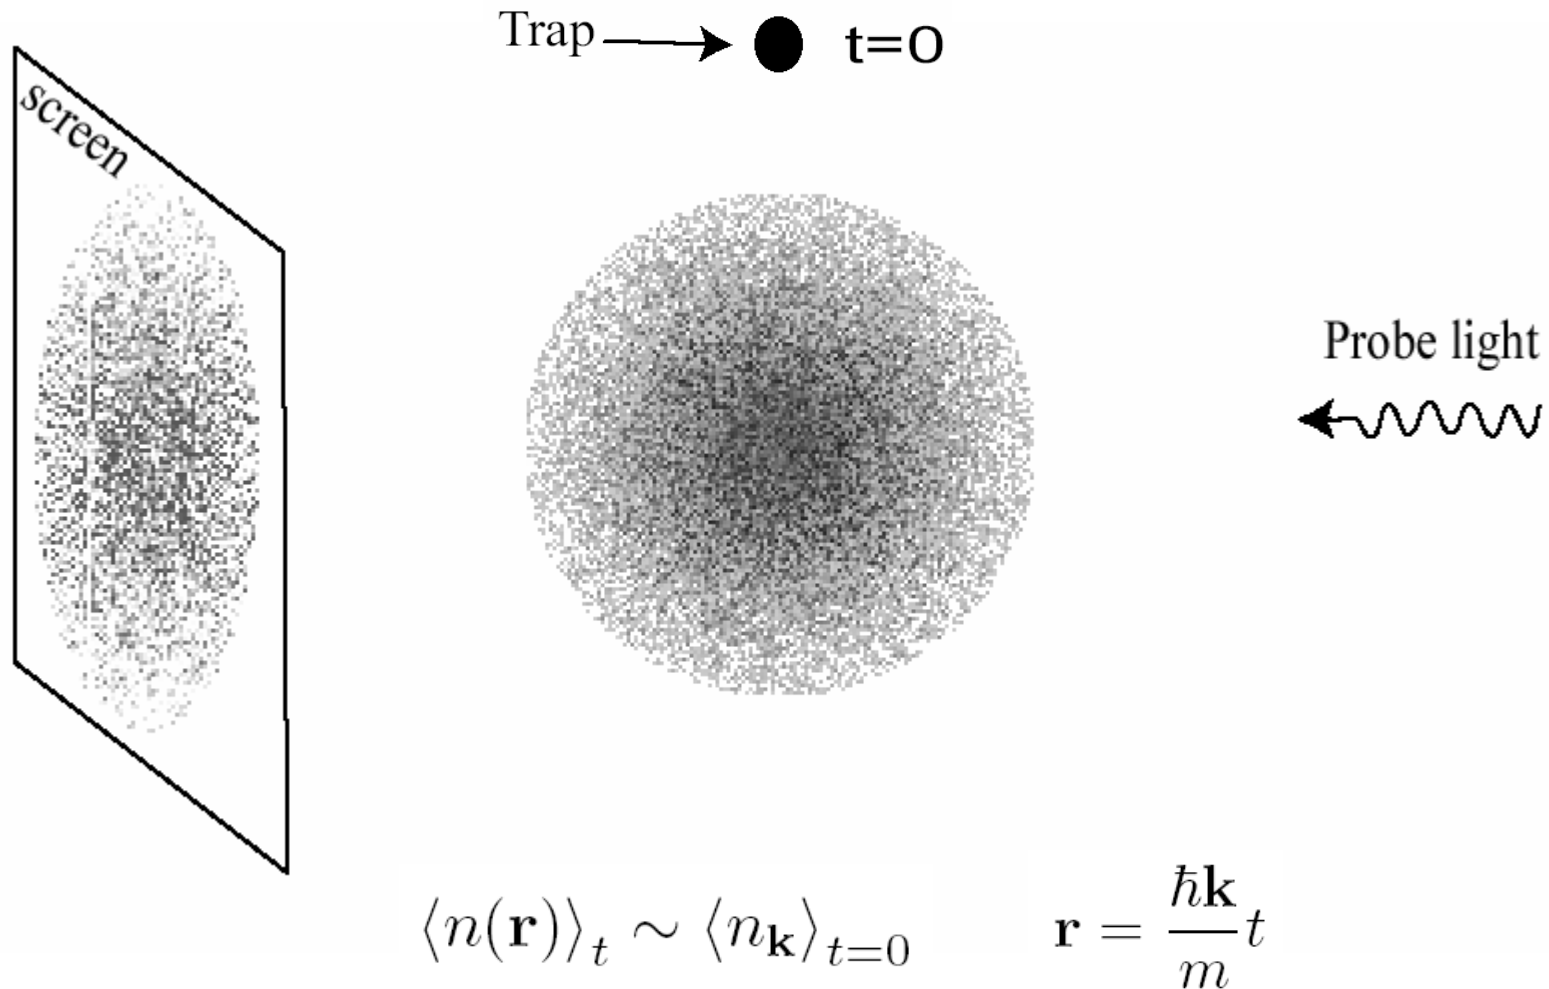 Trap
t=0
screen
Probe light
⟨n(𝐫)⟩_t ∼ ⟨n_𝐤⟩_{t=0}
𝐫 = ℏ𝐤/m t